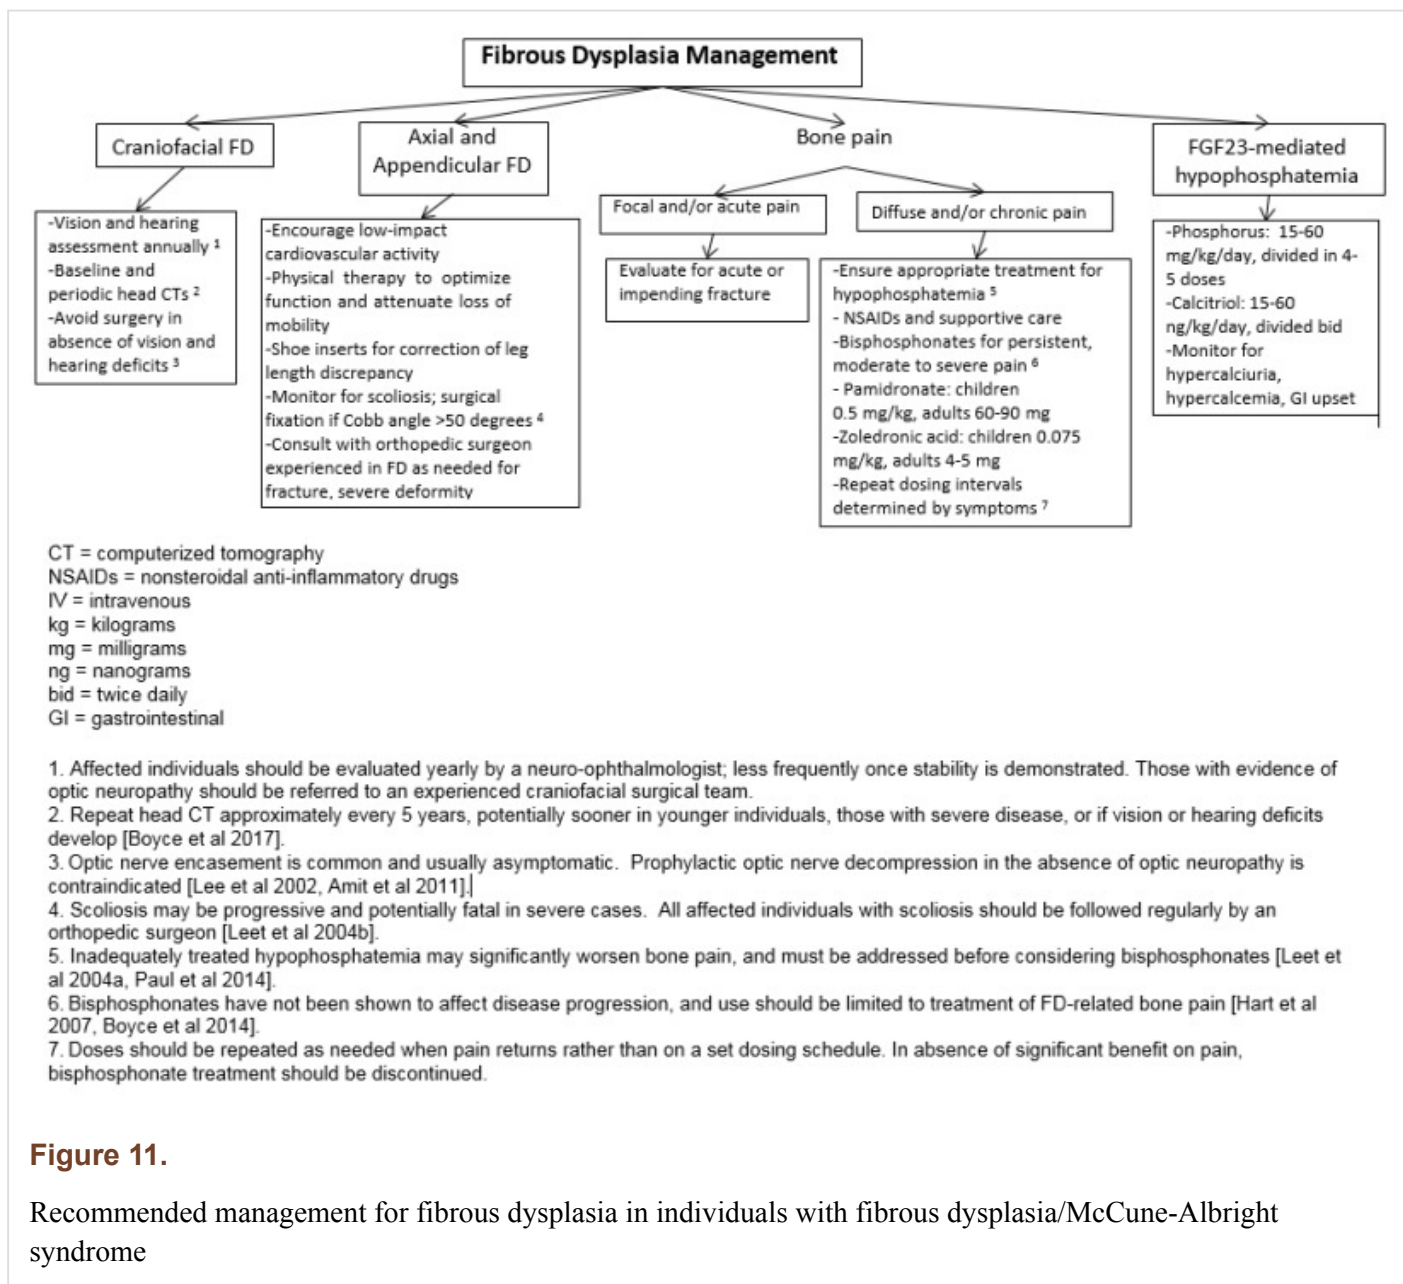 Fibrous Dysplasia Management
Craniofacial FD
-Vision and hearing
assessment annually 1
-Baseline and
periodic head CTs 2
-Avoid surgery in
absence of vision and
hearing deficits 3
Axial and
Appendicular FD
-Encourage low-impact
cardiovascular activity
-Physical therapy to optimize
function and attenuate loss of
mobility
-Shoe inserts for correction of leg
length discrepancy
-Monitor for scoliosis; surgical
fixation if Cobb angle >50 degrees 4
-Consult with orthopedic surgeon
experienced in FD as needed for
fracture, severe deformity
Bone pain
Focal and/or acute pain
Evaluate for acute or
impending fracture
Diffuse and/or chronic pain
-Ensure appropriate treatment for
hypophosphatemia 5
- NSAIDs and supportive care
-Bisphosphonates for persistent,
moderate to severe pain 6
- Pamidronate: children
0.5 mg/kg, adults 60-90 mg
-Zoledronic acid: children 0.075
mg/kg, adults 4-5 mg
-Repeat dosing intervals
determined by symptoms 7
FGF23-mediated
hypophosphatemia
-Phosphorus: 15-60
mg/kg/day, divided in 4-
5 doses
-Calcitriol: 15-60
ng/kg/day, divided bid
-Monitor for
hypercalciuria,
hypercalcemia, GI upset
CT = computerized tomography
NSAIDs = nonsteroidal anti-inflammatory drugs
IV = intravenous
kg = kilograms
mg = milligrams
ng = nanograms
bid = twice daily
GI = gastrointestinal
1. Affected individuals should be evaluated yearly by a neuro-ophthalmologist; less frequently once stability is demonstrated. Those with evidence of
optic neuropathy should be referred to an experienced craniofacial surgical team.
2. Repeat head CT approximately every 5 years, potentially sooner in younger individuals, those with severe disease, or if vision or hearing deficits
develop [Boyce et al 2017].
3. Optic nerve encasement is common and usually asymptomatic. Prophylactic optic nerve decompression in the absence of optic neuropathy is
contraindicated [Lee et al 2002, Amit et al 2011].
4. Scoliosis may be progressive and potentially fatal in severe cases. All affected individuals with scoliosis should be followed regularly by an
orthopedic surgeon [Leet et al 2004b].
5. Inadequately treated hypophosphatemia may significantly worsen bone pain, and must be addressed before considering bisphosphonates [Leet et
al 2004a, Paul et al 2014].
6. Bisphosphonates have not been shown to affect disease progression, and use should be limited to treatment of FD-related bone pain [Hart et al
2007, Boyce et al 2014].
7. Doses should be repeated as needed when pain returns rather than on a set dosing schedule. In absence of significant benefit on pain,
bisphosphonate treatment should be discontinued.
Figure 11.
Recommended management for fibrous dysplasia in individuals with fibrous dysplasia/McCune-Albright
syndrome